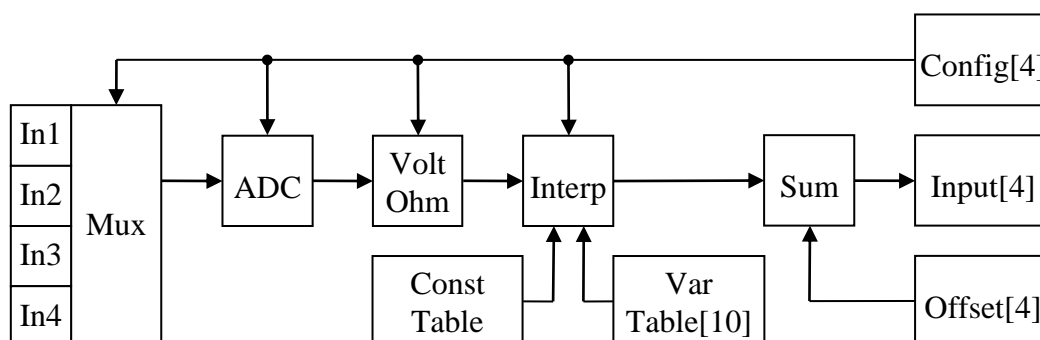 Config[4]
In1
In2
In3
In4
Mux
ADC
Volt
Ohm
Interp
Sum
Input[4]
Const
Table
Var
Table[10]
Offset[4]